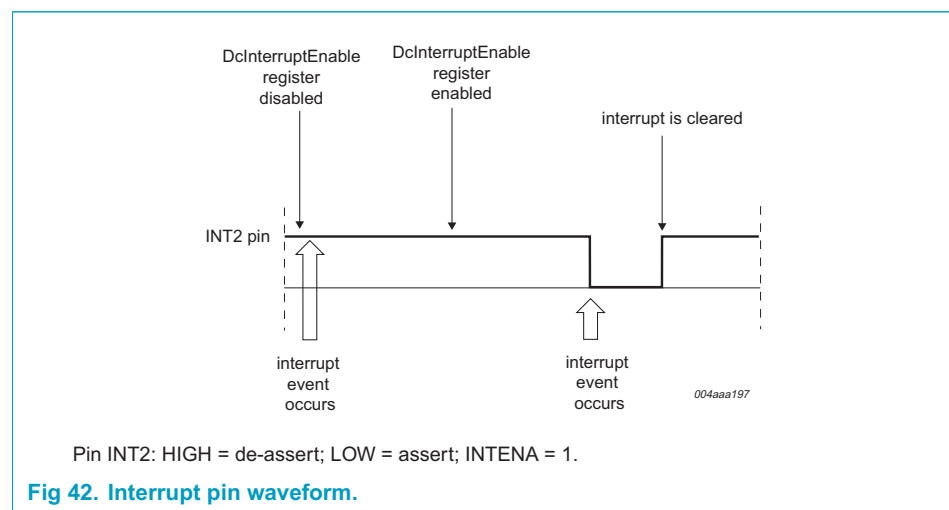 DcInterruptEnable
register
disabled
DcInterruptEnable
register
enabled
interrupt is cleared
INT2 pin
interrupt
event
occurs
interrupt
event
occurs
004aaa197
Pin INT2: HIGH = de-assert; LOW = assert; INTENA = 1.
Fig 42. Interrupt pin waveform.